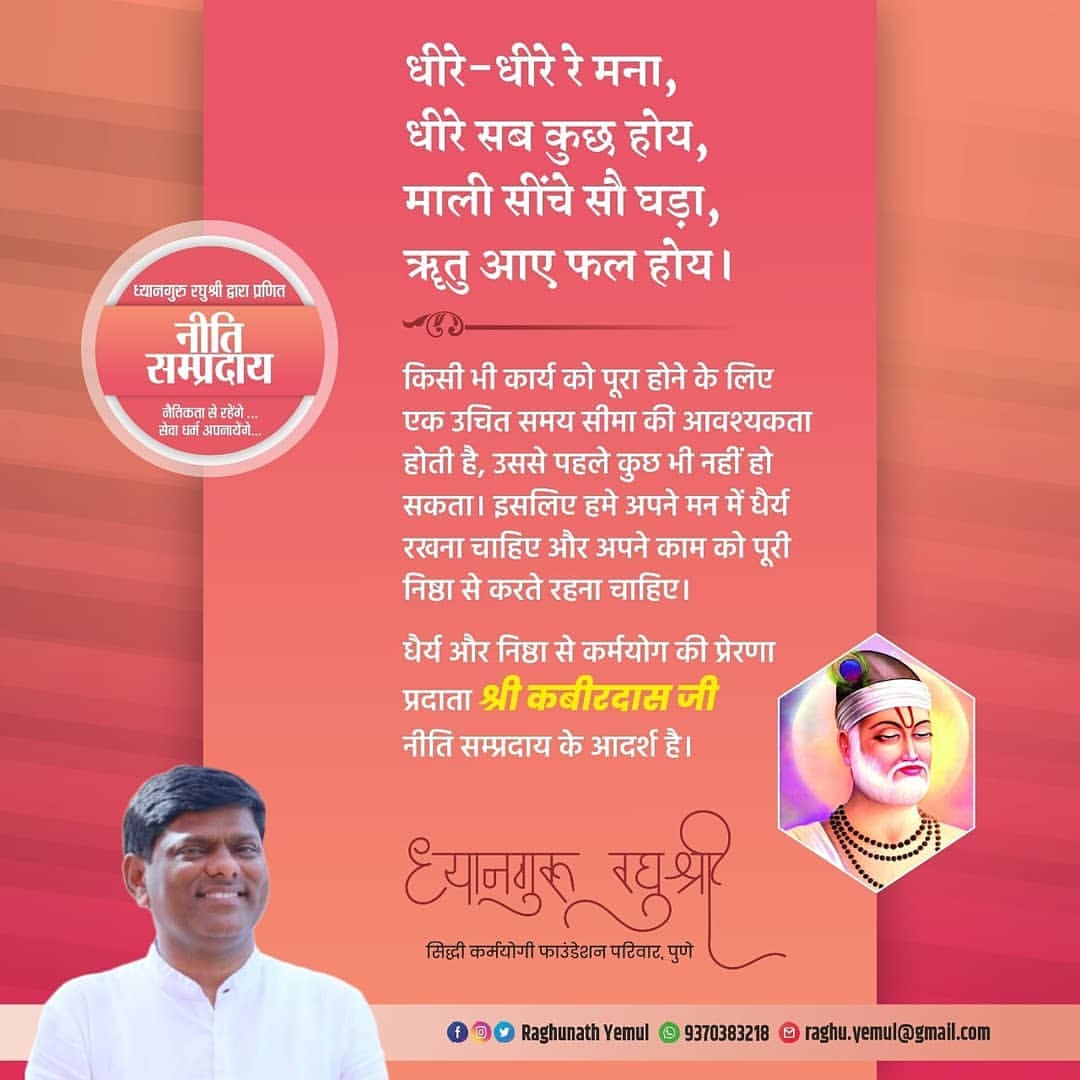 धीरे-धीरे रे मना,
धीरे सब कुछ होय,
माली सींचे सौ घड़ा,
ॠतु आए फल होय।
ध्यानगुरु रघुश्री द्वारा प्रणित
नीति
सम्प्रदाय
नैतिकता से रहेंगे ...
सेवा धर्म अपनायेंगे...
किसी भी कार्य को पूरा होने के लिए
एक उचित समय सीमा की आवश्यकता
होती है, उससे पहले कुछ भी नहीं हो
सकता। इसलिए हमे अपने मन में धैर्य
रखना चाहिए और अपने काम को पूरी
निष्ठा से करते रहना चाहिए।
धैर्य और निष्ठा से कर्मयोग की प्रेरणा
प्रदाता श्री कबीरदास जी
नीति सम्प्रदाय के आदर्श है।
ध्यानगुरू रघुश्री
सिद्धी कर्मयोगी फाउंडेशन परिवार, पुणे
Raghunath Yemul 9370383218 raghu.yemul@gmail.com